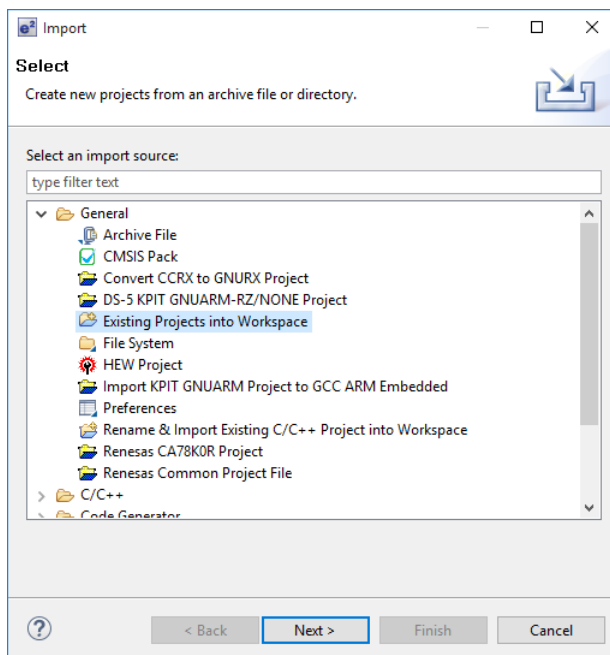 e² Import
Select
Create new projects from an archive file or directory.
Select an import source:
type filter text
General
Archive File
CMSIS Pack
Convert CCRX to GNURX Project
DS-5 KPIT GNUARM-RZ/NONE Project
Existing Projects into Workspace
File System
HEW Project
Import KPIT GNUARM Project to GCC ARM Embedded
Preferences
Rename & Import Existing C/C++ Project into Workspace
Renesas CA78K0R Project
Renesas Common Project File
C/C++
Code Generator
? < Back Next > Finish Cancel